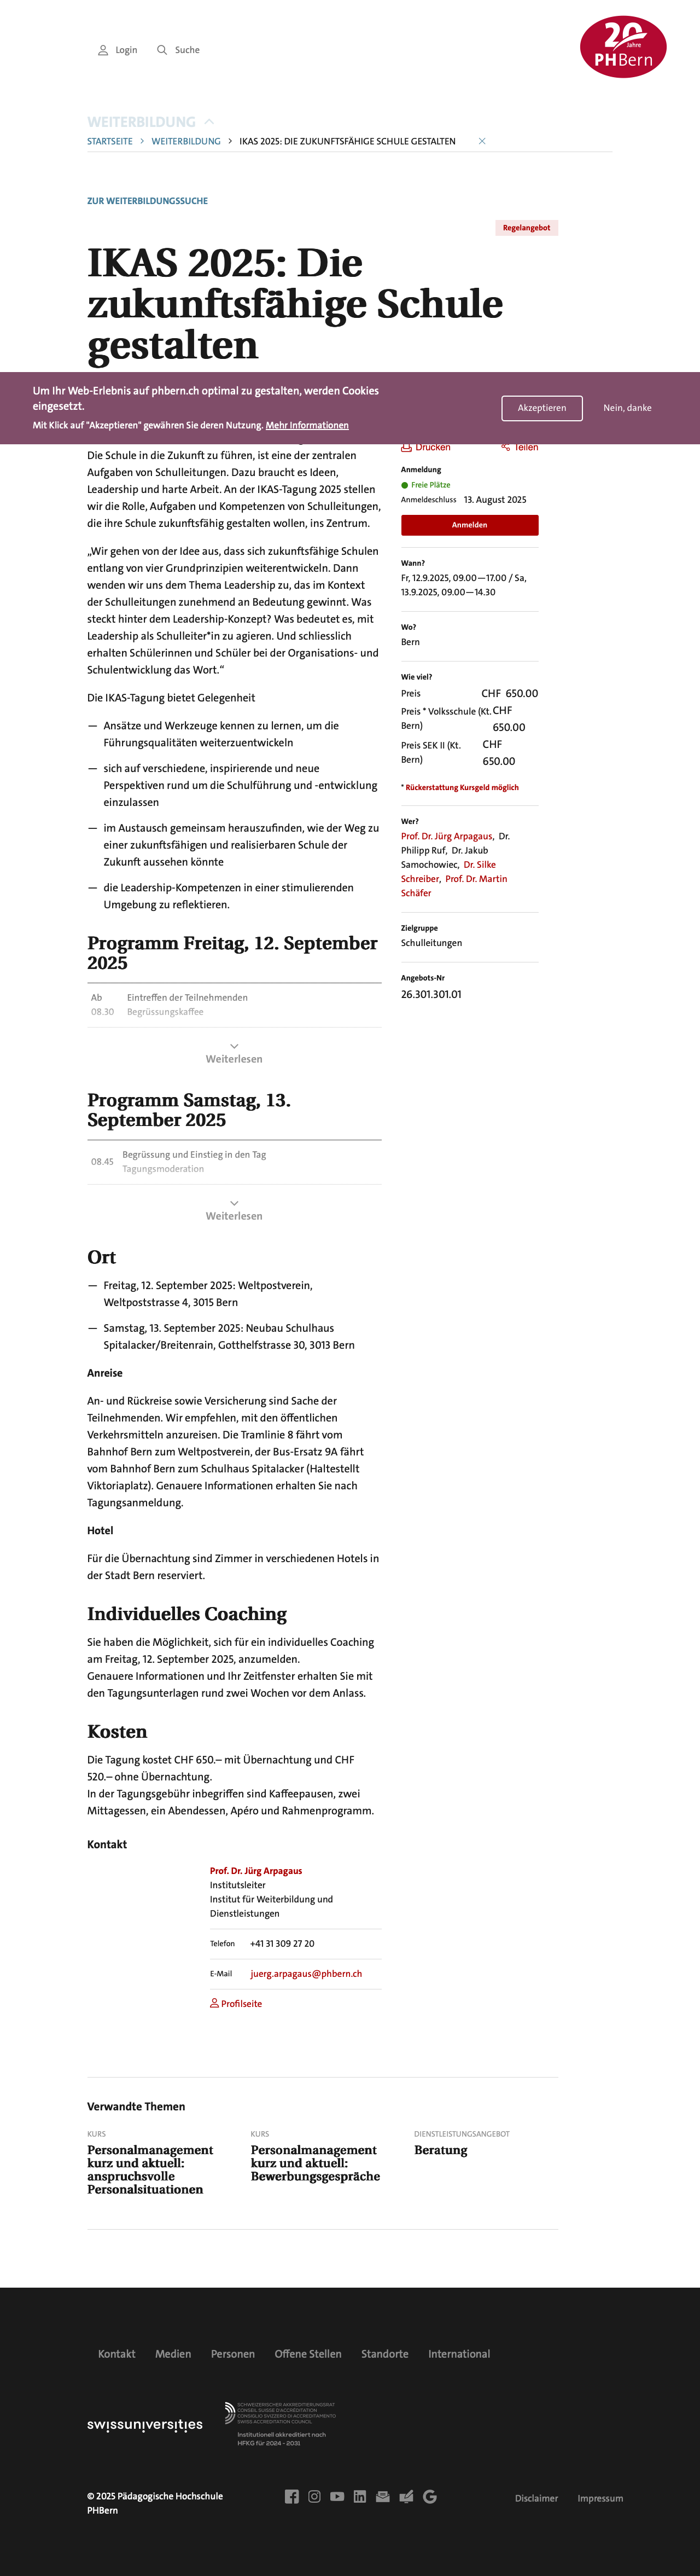 Login
Suche
20
Jahre
PHBern
WEITERBILDUNG
STARTSEITE
WEITERBILDUNG
IKAS 2025: DIE ZUKUNFTSFÄHIGE SCHULE GESTALTEN
ZUR WEITERBILDUNGSSUCHE
Regelangebot
IKAS 2025: Die
zukunftsfähige Schule
gestalten
Um Ihr Web-Erlebnis auf phbern.ch optimal zu gestalten, werden Cookies
eingesetzt.
Mit Klick auf "Akzeptieren" gewähren Sie deren Nutzung. Mehr Informationen
Akzeptieren
Nein, danke
Die Schule in die Zukunft zu führen, ist eine der zentralen
Aufgaben von Schulleitungen. Dazu braucht es Ideen,
Leadership und harte Arbeit. An der IKAS-Tagung 2025 stellen
wir die Rolle, Aufgaben und Kompetenzen von Schulleitungen,
die ihre Schule zukunftsfähig gestalten wollen, ins Zentrum.
„Wir gehen von der Idee aus, dass sich zukunftsfähige Schulen
entlang von vier Grundprinzipien weiterentwickeln. Dann
wenden wir uns dem Thema Leadership zu, das im Kontext
der Schulleitungen zunehmend an Bedeutung gewinnt. Was
steckt hinter dem Leadership-Konzept? Was bedeutet es, mit
Leadership als Schulleiter*in zu agieren. Und schliesslich
erhalten Schülerinnen und Schüler bei der Organisations- und
Schulentwicklung das Wort.“
Die IKAS-Tagung bietet Gelegenheit
— Ansätze und Werkzeuge kennen zu lernen, um die
Führungsqualitäten weiterzuentwickeln
— sich auf verschiedene, inspirierende und neue
Perspektiven rund um die Schulführung und -entwicklung
einzulassen
— im Austausch gemeinsam herauszufinden, wie der Weg zu
einer zukunftsfähigen und realisierbaren Schule der
Zukunft aussehen könnte
— die Leadership-Kompetenzen in einer stimulierenden
Umgebung zu reflektieren.
Programm Freitag, 12. September
2025
Ab
08.30
Eintreffen der Teilnehmenden
Begrüssungskaffee
Weiterlesen
Programm Samstag, 13.
September 2025
08.45
Begrüssung und Einstieg in den Tag
Tagungsmoderation
Weiterlesen
Ort
— Freitag, 12. September 2025: Weltpostverein,
Weltpoststrasse 4, 3015 Bern
— Samstag, 13. September 2025: Neubau Schulhaus
Spitalacker/Breitenrain, Gotthelfstrasse 30, 3013 Bern
Anreise
An- und Rückreise sowie Versicherung sind Sache der
Teilnehmenden. Wir empfehlen, mit den öffentlichen
Verkehrsmitteln anzureisen. Die Tramlinie 8 fährt vom
Bahnhof Bern zum Weltpostverein, der Bus-Ersatz 9A fährt
vom Bahnhof Bern zum Schulhaus Spitalacker (Haltestellt
Viktoriaplatz). Genauere Informationen erhalten Sie nach
Tagungsanmeldung.
Hotel
Für die Übernachtung sind Zimmer in verschiedenen Hotels in
der Stadt Bern reserviert.
Individuelles Coaching
Sie haben die Möglichkeit, sich für ein individuelles Coaching
am Freitag, 12. September 2025, anzumelden.
Genauere Informationen und Ihr Zeitfenster erhalten Sie mit
den Tagungsunterlagen rund zwei Wochen vor dem Anlass.
Kosten
Die Tagung kostet CHF 650.– mit Übernachtung und CHF
520.– ohne Übernachtung.
In der Tagungsgebühr inbegriffen sind Kaffeepausen, zwei
Mittagessen, ein Abendessen, Apéro und Rahmenprogramm.
Kontakt
Prof. Dr. Jürg Arpagaus
Institutsleiter
Institut für Weiterbildung und
Dienstleistungen
Telefon +41 31 309 27 20
E-Mail juerg.arpagaus@phbern.ch
Profilseite
Drucken
Teilen
Anmeldung
Freie Plätze
Anmeldeschluss 13. August 2025
Anmelden
Wann?
Fr, 12.9.2025, 09.00—17.00 / Sa,
13.9.2025, 09.00—14.30
Wo?
Bern
Wie viel?
Preis CHF 650.00
Preis * Volksschule (Kt.
Bern)
CHF
650.00
Preis SEK II (Kt.
Bern)
CHF
650.00
* Rückerstattung Kursgeld möglich
Wer?
Prof. Dr. Jürg Arpagaus, Dr.
Philipp Ruf, Dr. Jakub
Samochowiec, Dr. Silke
Schreiber, Prof. Dr. Martin
Schäfer
Zielgruppe
Schulleitungen
Angebots-Nr
26.301.301.01
Verwandte Themen
KURS
Personalmanagement
kurz und aktuell:
anspruchsvolle
Personalsituationen
KURS
Personalmanagement
kurz und aktuell:
Bewerbungsgespräche
DIENSTLEISTUNGSANGEBOT
Beratung
Kontakt
Medien
Personen
Offene Stellen
Standorte
International
swissuniversities
SCHWEIZERISCHER AKKREDITIERUNGSRAT
CONSEIL SUISSE D'ACCRÉDITATION
CONSIGLIO SVIZZERO DI ACCREDITAMENTO
SWISS ACCREDITATION COUNCIL
Institutionell akkreditiert nach
HFKG für 2024 - 2031
© 2025 Pädagogische Hochschule
PHBern
Disclaimer
Impressum